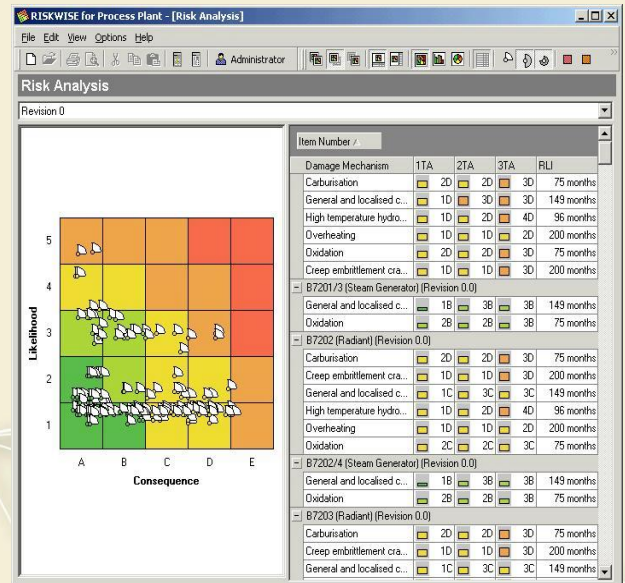 RISKWISE for Process Plant - [Risk Analysis]
File Edit View Options Help
Administrator
Risk Analysis
Revision 0
Item Number
Damage Mechanism 1TA 2TA 3TA RLI
Carburisation 2D 2D 3D 75 months
General and localised c... 1D 3D 3D 149 months
High temperature hydro... 1D 2D 4D 96 months
Overheating 1D 1D 2D 200 months
Oxidation 2D 2D 3D 75 months
Creep embrittlement cra... 1D 1D 3D 200 months
B7201/3 (Steam Generator) (Revision 0.0)
General and localised c... 1B 3B 3B 149 months
Oxidation 2B 2B 3B 75 months
B7202 (Radiant) (Revision 0.0)
Carburisation 2D 2D 3D 75 months
Creep embrittlement cra... 1D 1D 3D 200 months
General and localised c... 1C 3C 3C 149 months
High temperature hydro... 1D 2D 4D 96 months
Overheating 1D 1D 2D 200 months
Oxidation 2C 2C 3C 75 months
B7202/4 (Steam Generator) (Revision 0.0)
General and localised c... 1B 3B 3B 149 months
Oxidation 2B 2B 3B 75 months
B7203 (Radiant) (Revision 0.0)
Carburisation 2D 2D 3D 75 months
Creep embrittlement cra... 1D 1D 3D 200 months
General and localised c... 1C 3C 3C 149 months
5
4
3
2
1
Likelihood
A B C D E
Consequence